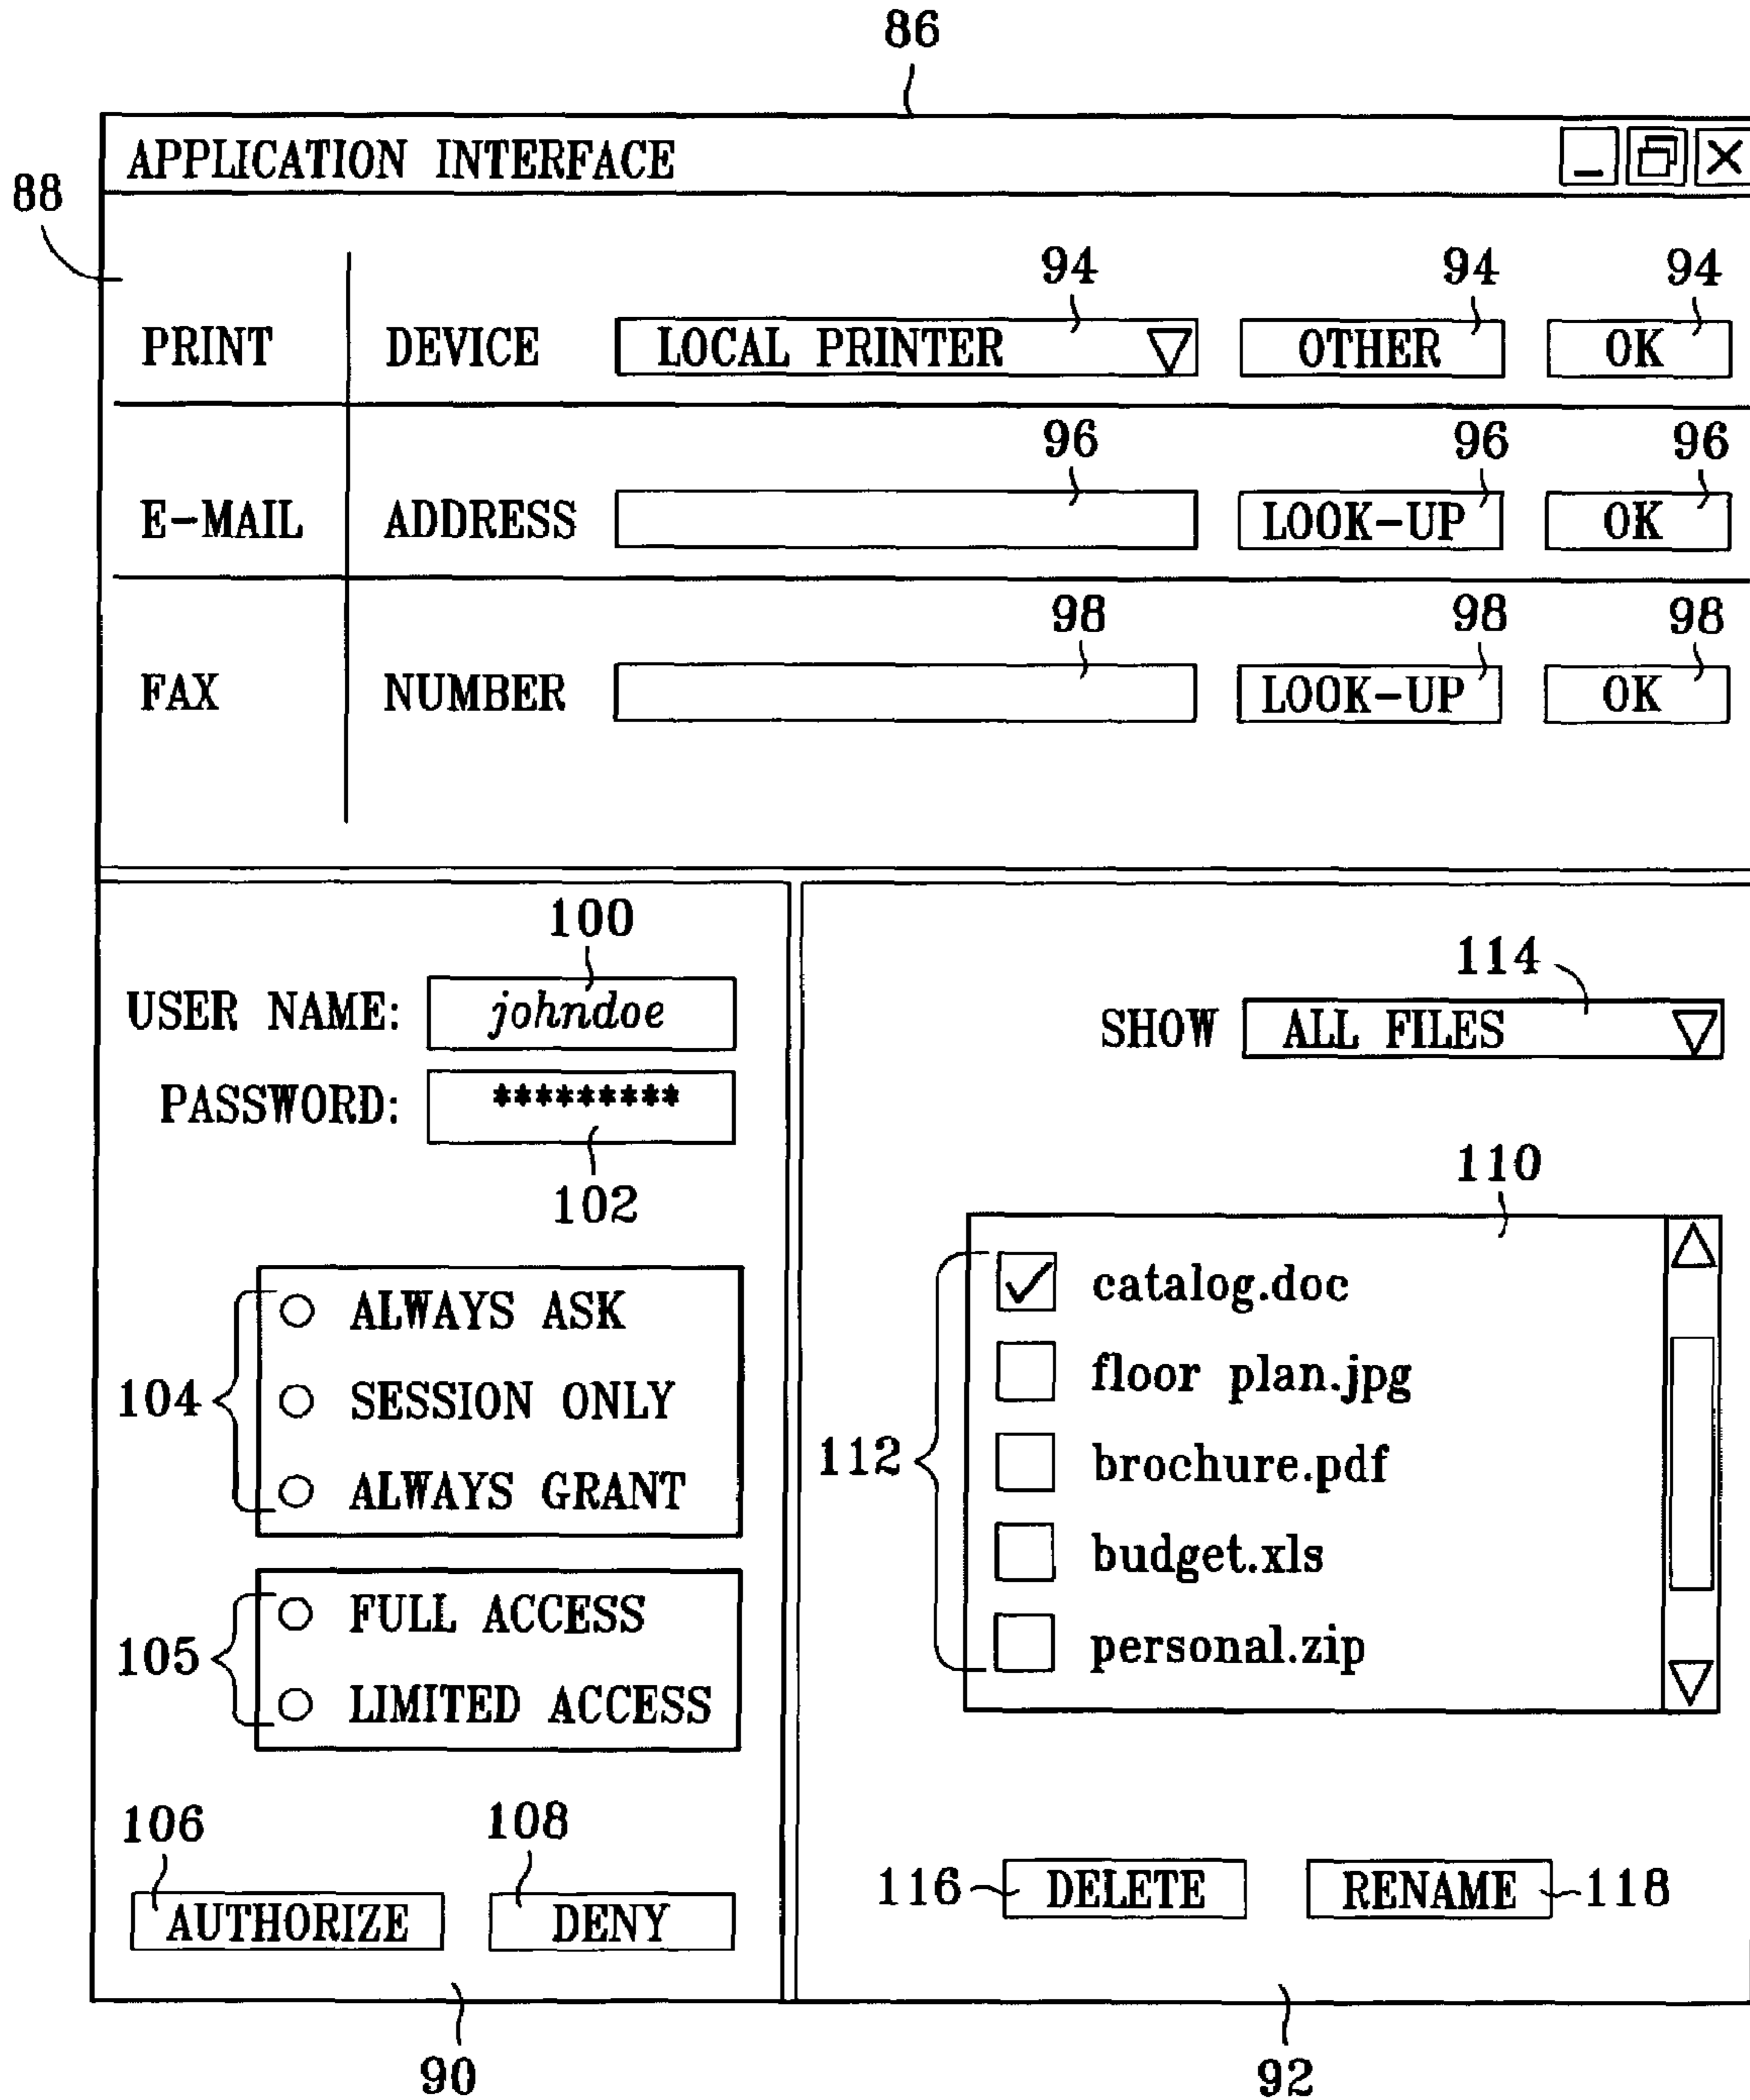 86
APPLICATION INTERFACE
88
94 94 94
PRINT DEVICE LOCAL PRINTER OTHER OK
96 96 96
E-MAIL ADDRESS LOOK-UP OK
98 98 98
FAX NUMBER LOOK-UP OK
100
USER NAME: johndoe
PASSWORD: *********
102
104
ALWAYS ASK
SESSION ONLY
ALWAYS GRANT
105
FULL ACCESS
LIMITED ACCESS
106 108
AUTHORIZE DENY
90
114
SHOW ALL FILES
110
112
catalog.doc
floor plan.jpg
brochure.pdf
budget.xls
personal.zip
116 DELETE RENAME 118
92